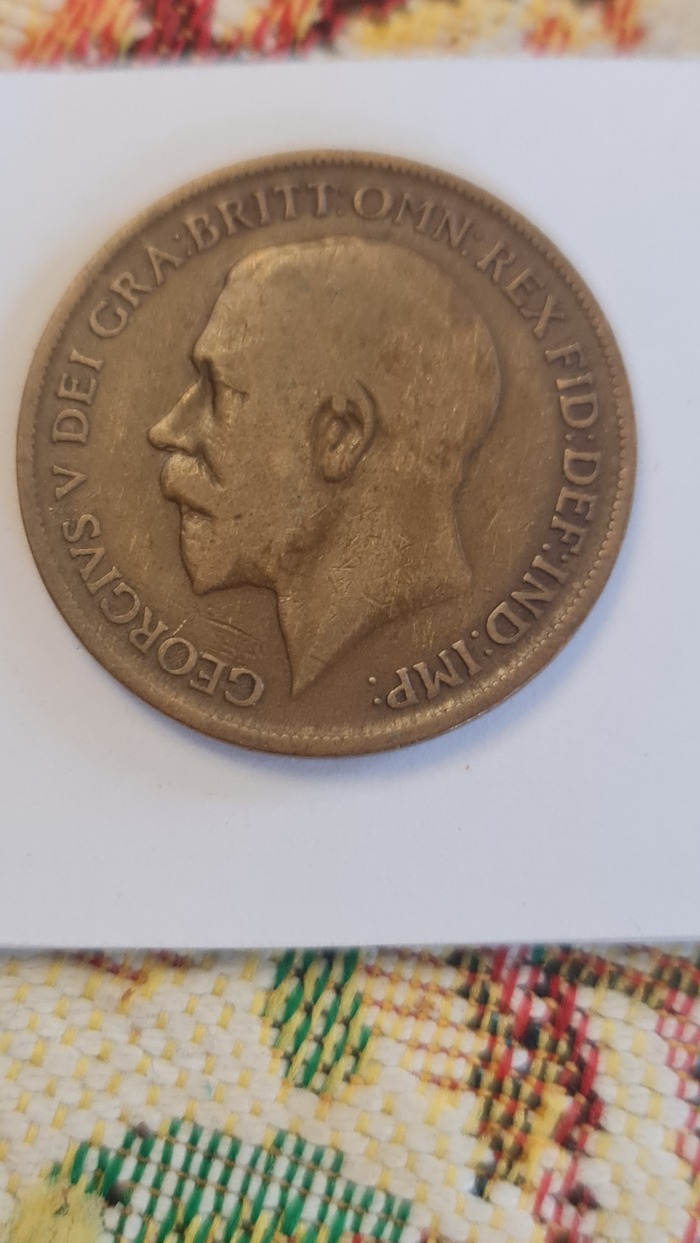 GEORGIVS V DEI GRA:BRITT:OMN:REX FID:DEF:IND:IMP: